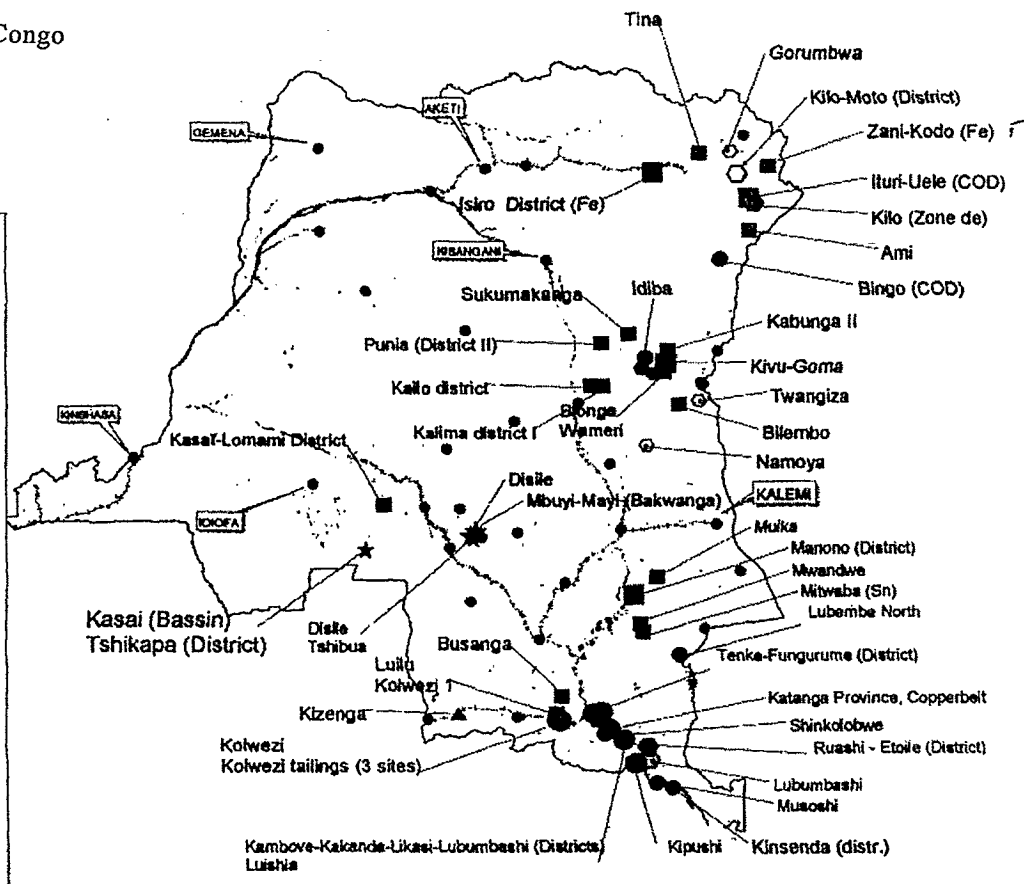 Congo
Tina
Gorumbwa
Kilo-Moto (District)
AKETI
GEMENA
Zani-Kodo (Fe)
Ituri-Uele (COD)
Isiro District (Fe)
Kilo (Zone de)
KISANGANI
Ami
Bingo (COD)
Sukumakanga
Idiba
Kabunga II
Punia (District II)
Kivu-Goma
Kailo district
Twangiza
KINSHASA
Blonga
Kalima district I
Wameri
Bilembo
Kasaï-Lomami District
Namoya
Disile
Mbuyi-Mayi (Bakwanga)
KALEMI
IDIOFA
Muika
Manono (District)
Mwandwe
Mitwaba (Sn)
Lubembe North
Kasai (Bassin)
Tshikapa (District)
Disile
Tshibua
Busanga
Tenke-Fungurume (District)
Luilu
Kolwezi 1
Katanga Province, Copperbelt
Kizenga
Shinkolobwe
Kolwezi
Kolwezi tailings (3 sites)
Ruashi - Etoile (District)
Lubumbashi
Musoshi
Kambove-Kakanda-Likasi-Lubumbashi (Districts)
Luishia
Kipushi
Kinsenda (distr.)